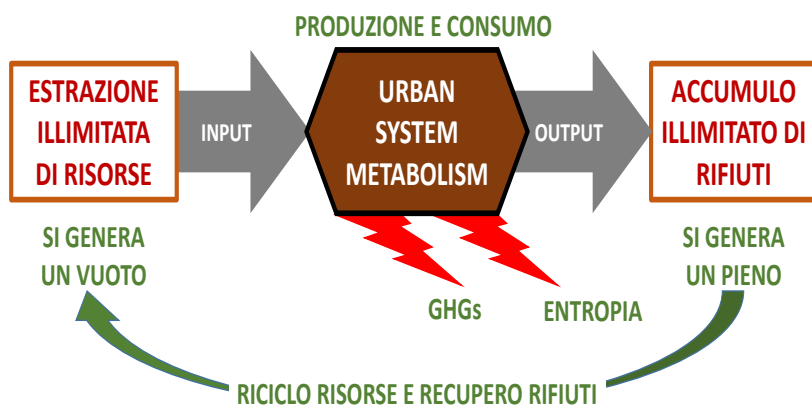 PRODUZIONE E CONSUMO
ESTRAZIONE
ILLIMITATA
DI RISORSE
INPUT
URBAN
SYSTEM
METABOLISM
OUTPUT
ACCUMULO
ILLIMITATO DI
RIFIUTI
SI GENERA
UN VUOTO
GHGs
ENTROPIA
SI GENERA
UN PIENO
RICICLO RISORSE E RECUPERO RIFIUTI